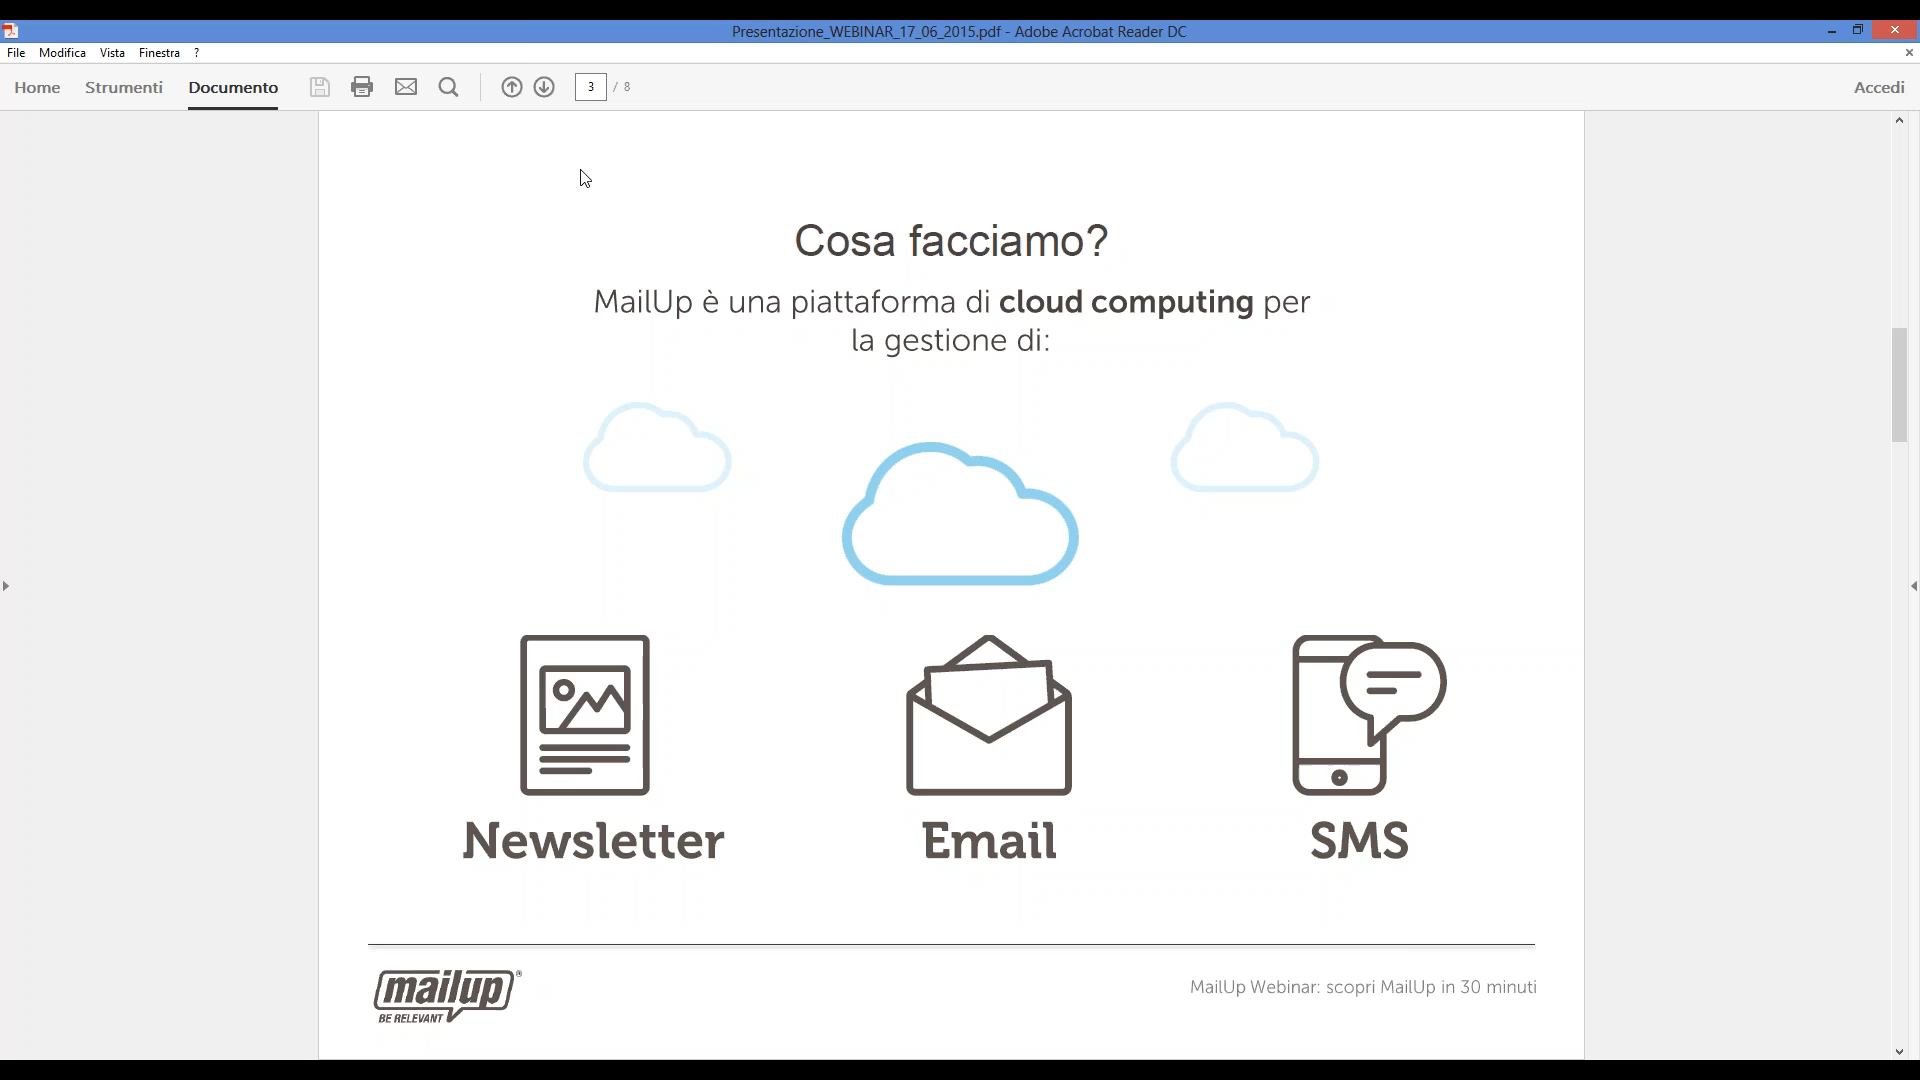 Presentazione_WEBINAR_17_06_2015.pdf - Adobe Acrobat Reader DC
File Modifica Vista Finestra ?
Home Strumenti Documento 3 / 8 Accedi
Cosa facciamo?
MailUp è una piattaforma di cloud computing per
la gestione di:
Newsletter Email SMS
mailup®
BE RELEVANT
MailUp Webinar: scopri MailUp in 30 minuti